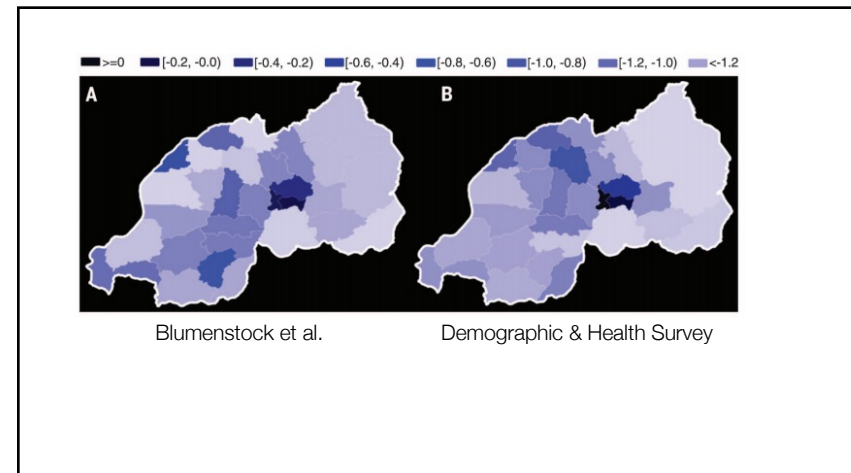 >=0 [-0.2, -0.0) [-0.4, -0.2) [-0.6, -0.4) [-0.8, -0.6) [-1.0, -0.8) [-1.2, -1.0) <-1.2
A B
Blumenstock et al. Demographic & Health Survey